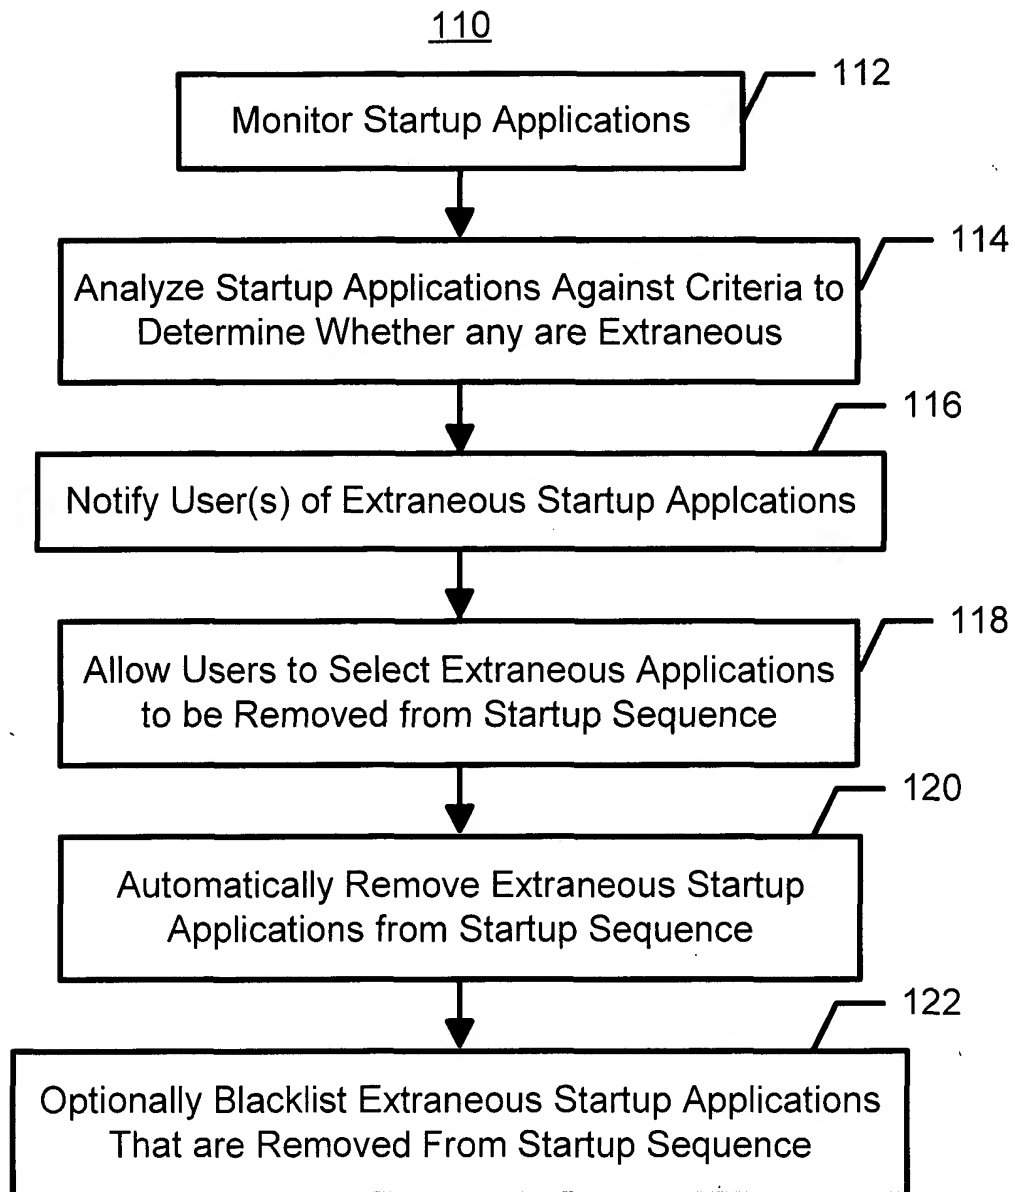 110
112
Monitor Startup Applications
114
Analyze Startup Applications Against Criteria to
Determine Whether any are Extraneous
116
Notify User(s) of Extraneous Startup Applcations
118
Allow Users to Select Extraneous Applications
to be Removed from Startup Sequence
120
Automatically Remove Extraneous Startup
Applications from Startup Sequence
122
Optionally Blacklist Extraneous Startup Applications
That are Removed From Startup Sequence